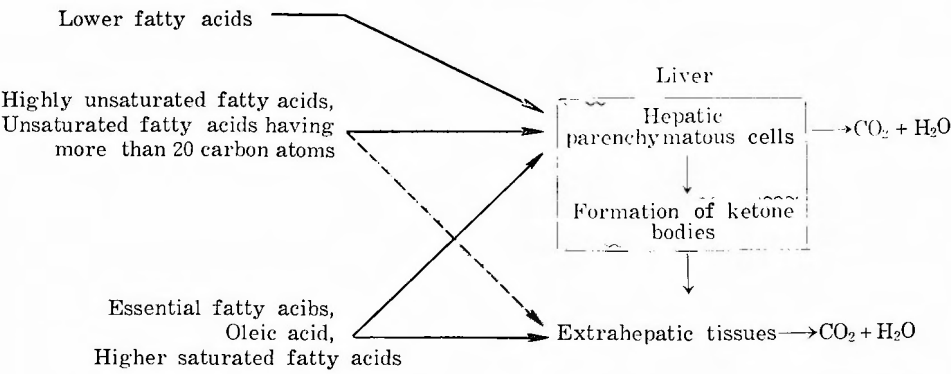 Lower fatty acids
Liver
Highly unsaturated fatty acids,
Unsaturated fatty acids having
more than 20 carbon atoms
Hepatic
parenchymatous cells
CO₂ + H₂O
Formation of ketone
bodies
Essential fatty acibs,
Oleic acid,
Higher saturated fatty acids
Extrahepatic tissues
CO₂ + H₂O